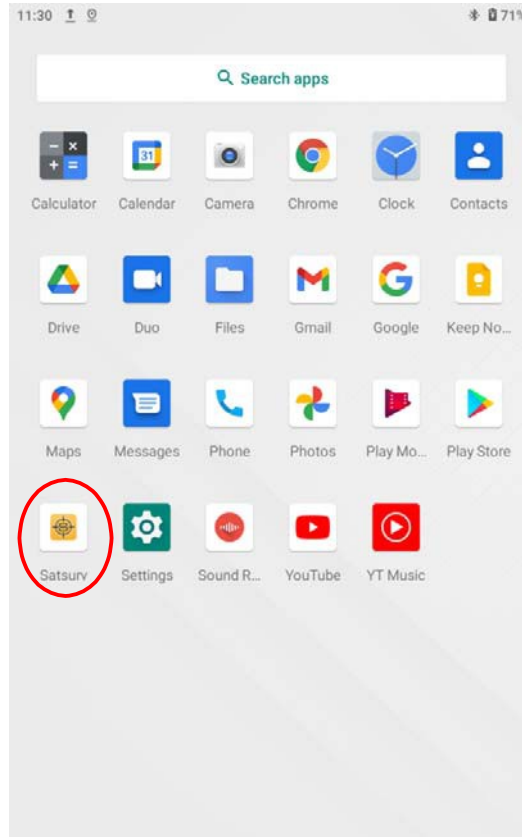 11:30 71%
Search apps
31
Calculator Calendar Camera Chrome Clock Contacts
Drive Duo Files Gmail Google Keep No...
Maps Messages Phone Photos Play Mo... Play Store
Satsurv Settings Sound R... YouTube YT Music